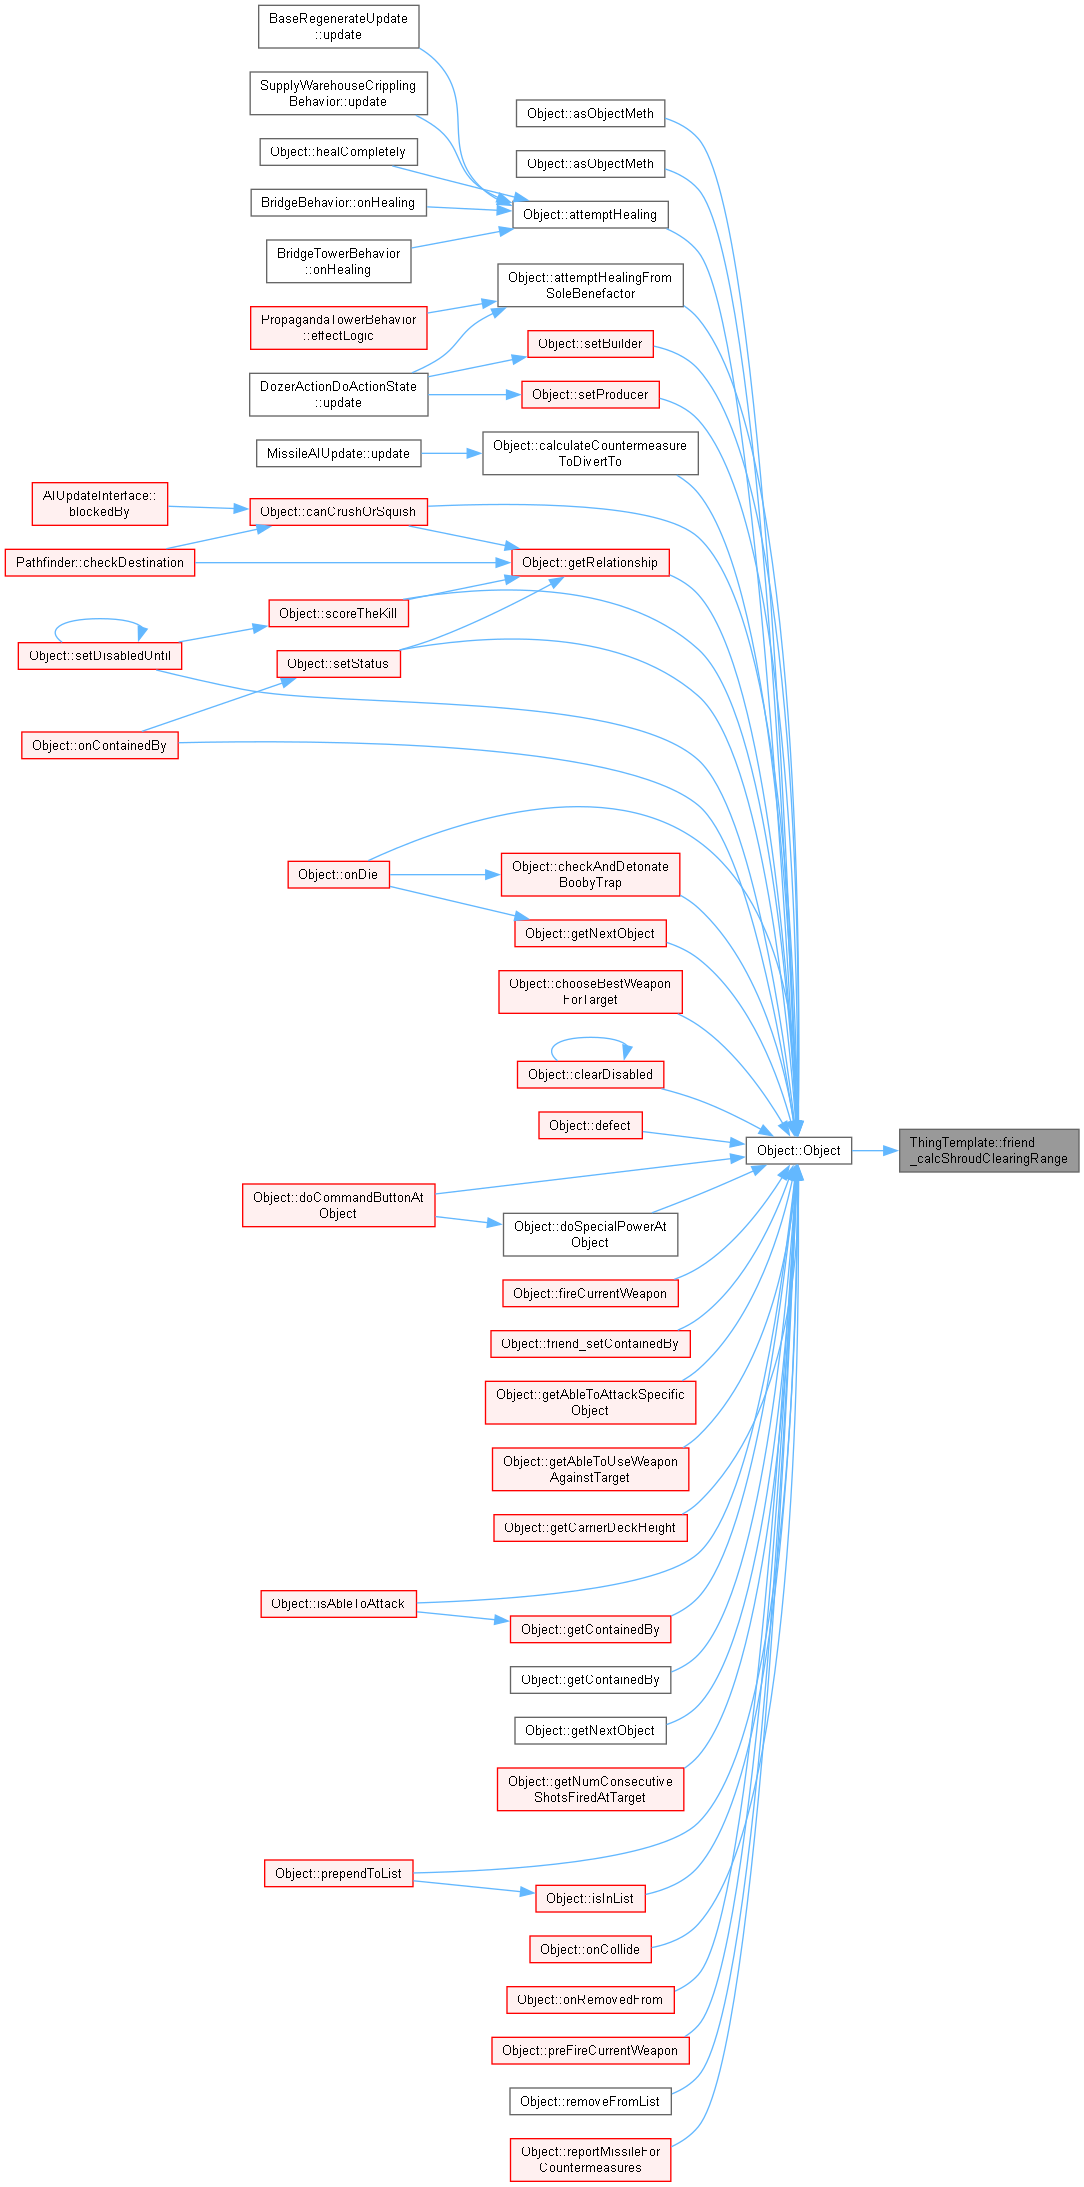 BaseRegenerateUpdate
::update
SupplyWarehouseCrippling
Behavior::update
Object::asObjectMeth
Object::healCompletely
Object::asObjectMeth
BridgeBehavior::onHealing
Object::attemptHealing
BridgeTowerBehavior
::onHealing
Object::attemptHealingFrom
SoleBenefactor
PropagandaTowerBehavior
::effectLogic
Object::setBuilder
DozerActionDoActionState
::update
Object::setProducer
MissileAIUpdate::update
Object::calculateCountermeasure
ToDivertTo
AIUpdateInterface::
blockedBy
Object::canCrushOrSquish
Pathfinder::checkDestination
Object::getRelationship
Object::scoreTheKill
Object::setDisabledUntil
Object::setStatus
Object::onContainedBy
Object::onDie
Object::checkAndDetonate
BoobyTrap
Object::getNextObject
Object::chooseBestWeapon
ForTarget
Object::clearDisabled
Object::defect
Object::Object
ThingTemplate::friend
_calcShroudClearingRange
Object::doCommandButtonAt
Object
Object::doSpecialPowerAt
Object
Object::fireCurrentWeapon
Object::friend_setContainedBy
Object::getAbleToAttackSpecific
Object
Object::getAbleToUseWeapon
AgainstTarget
Object::getCarrierDeckHeight
Object::isAbleToAttack
Object::getContainedBy
Object::getContainedBy
Object::getNextObject
Object::getNumConsecutive
ShotsFiredAtTarget
Object::prependToList
Object::isInList
Object::onCollide
Object::onRemovedFrom
Object::preFireCurrentWeapon
Object::removeFromList
Object::reportMissileFor
Countermeasures